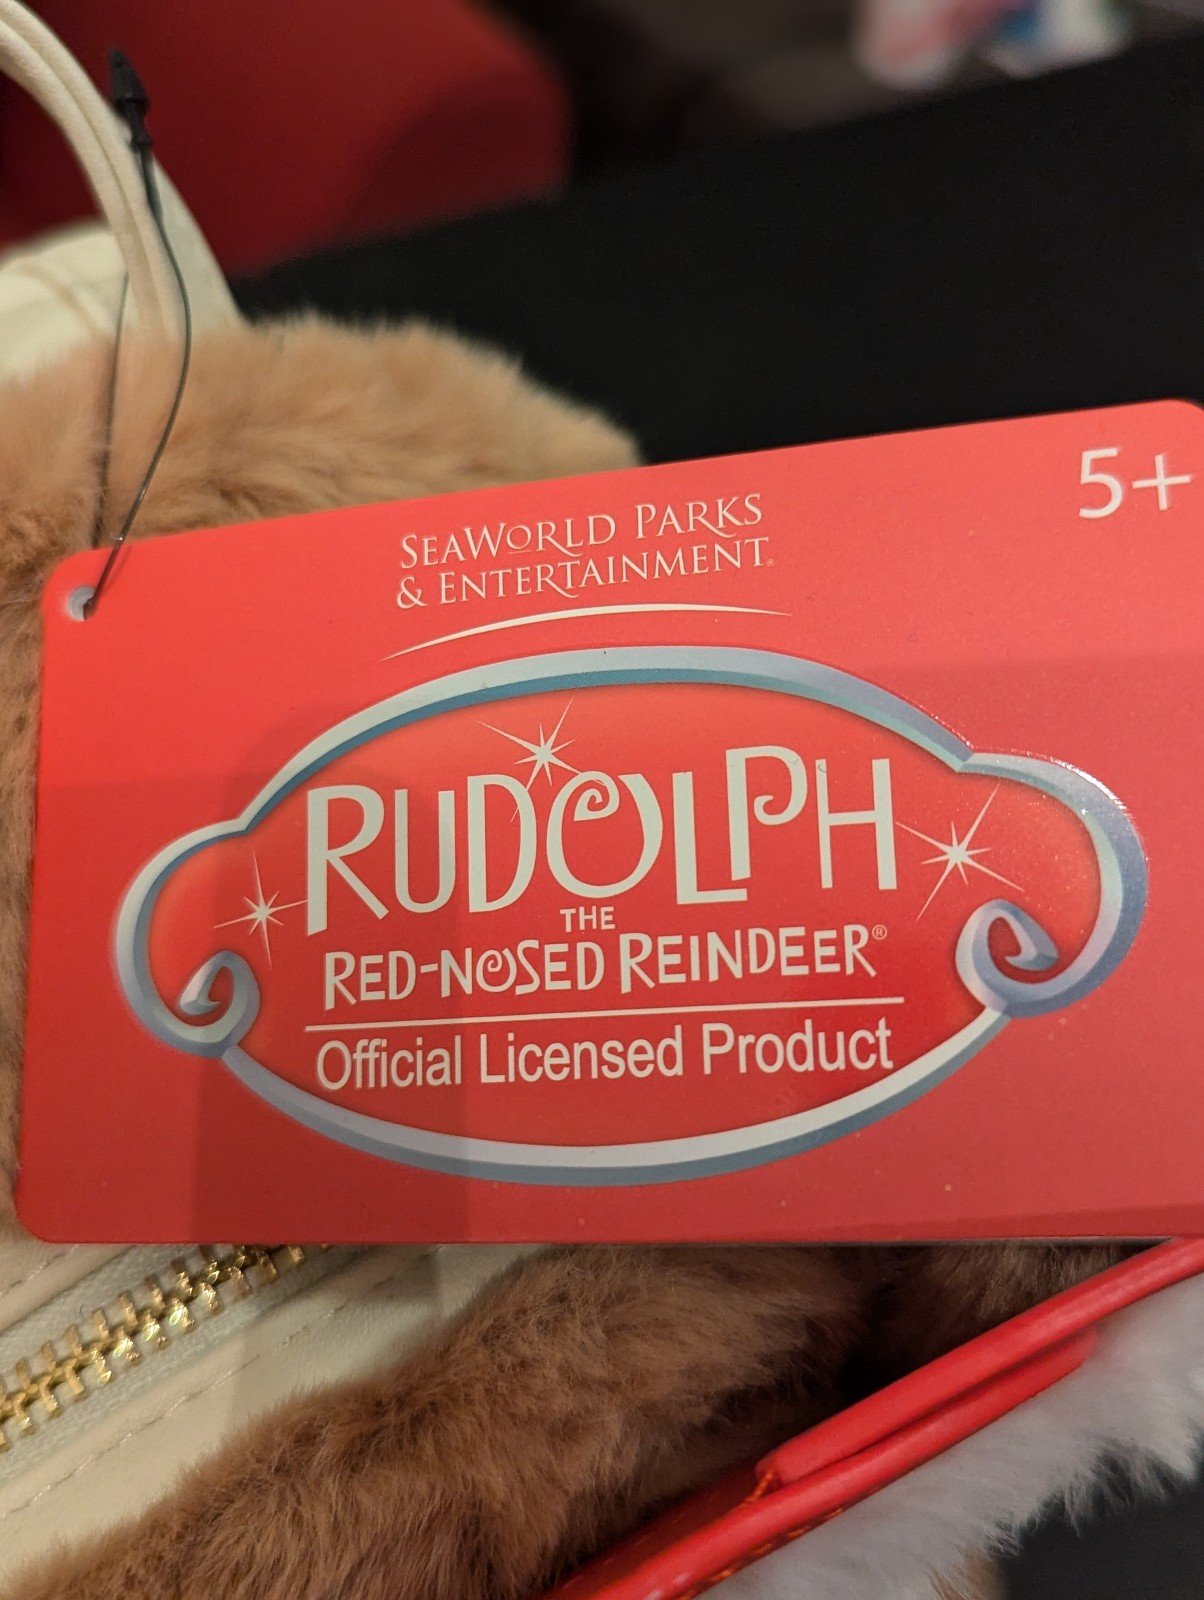 5+
SEAWORLD PARKS
& ENTERTAINMENT®
RUDOLPH
THE
RED-NOSED REINDEER®
Official Licensed Product